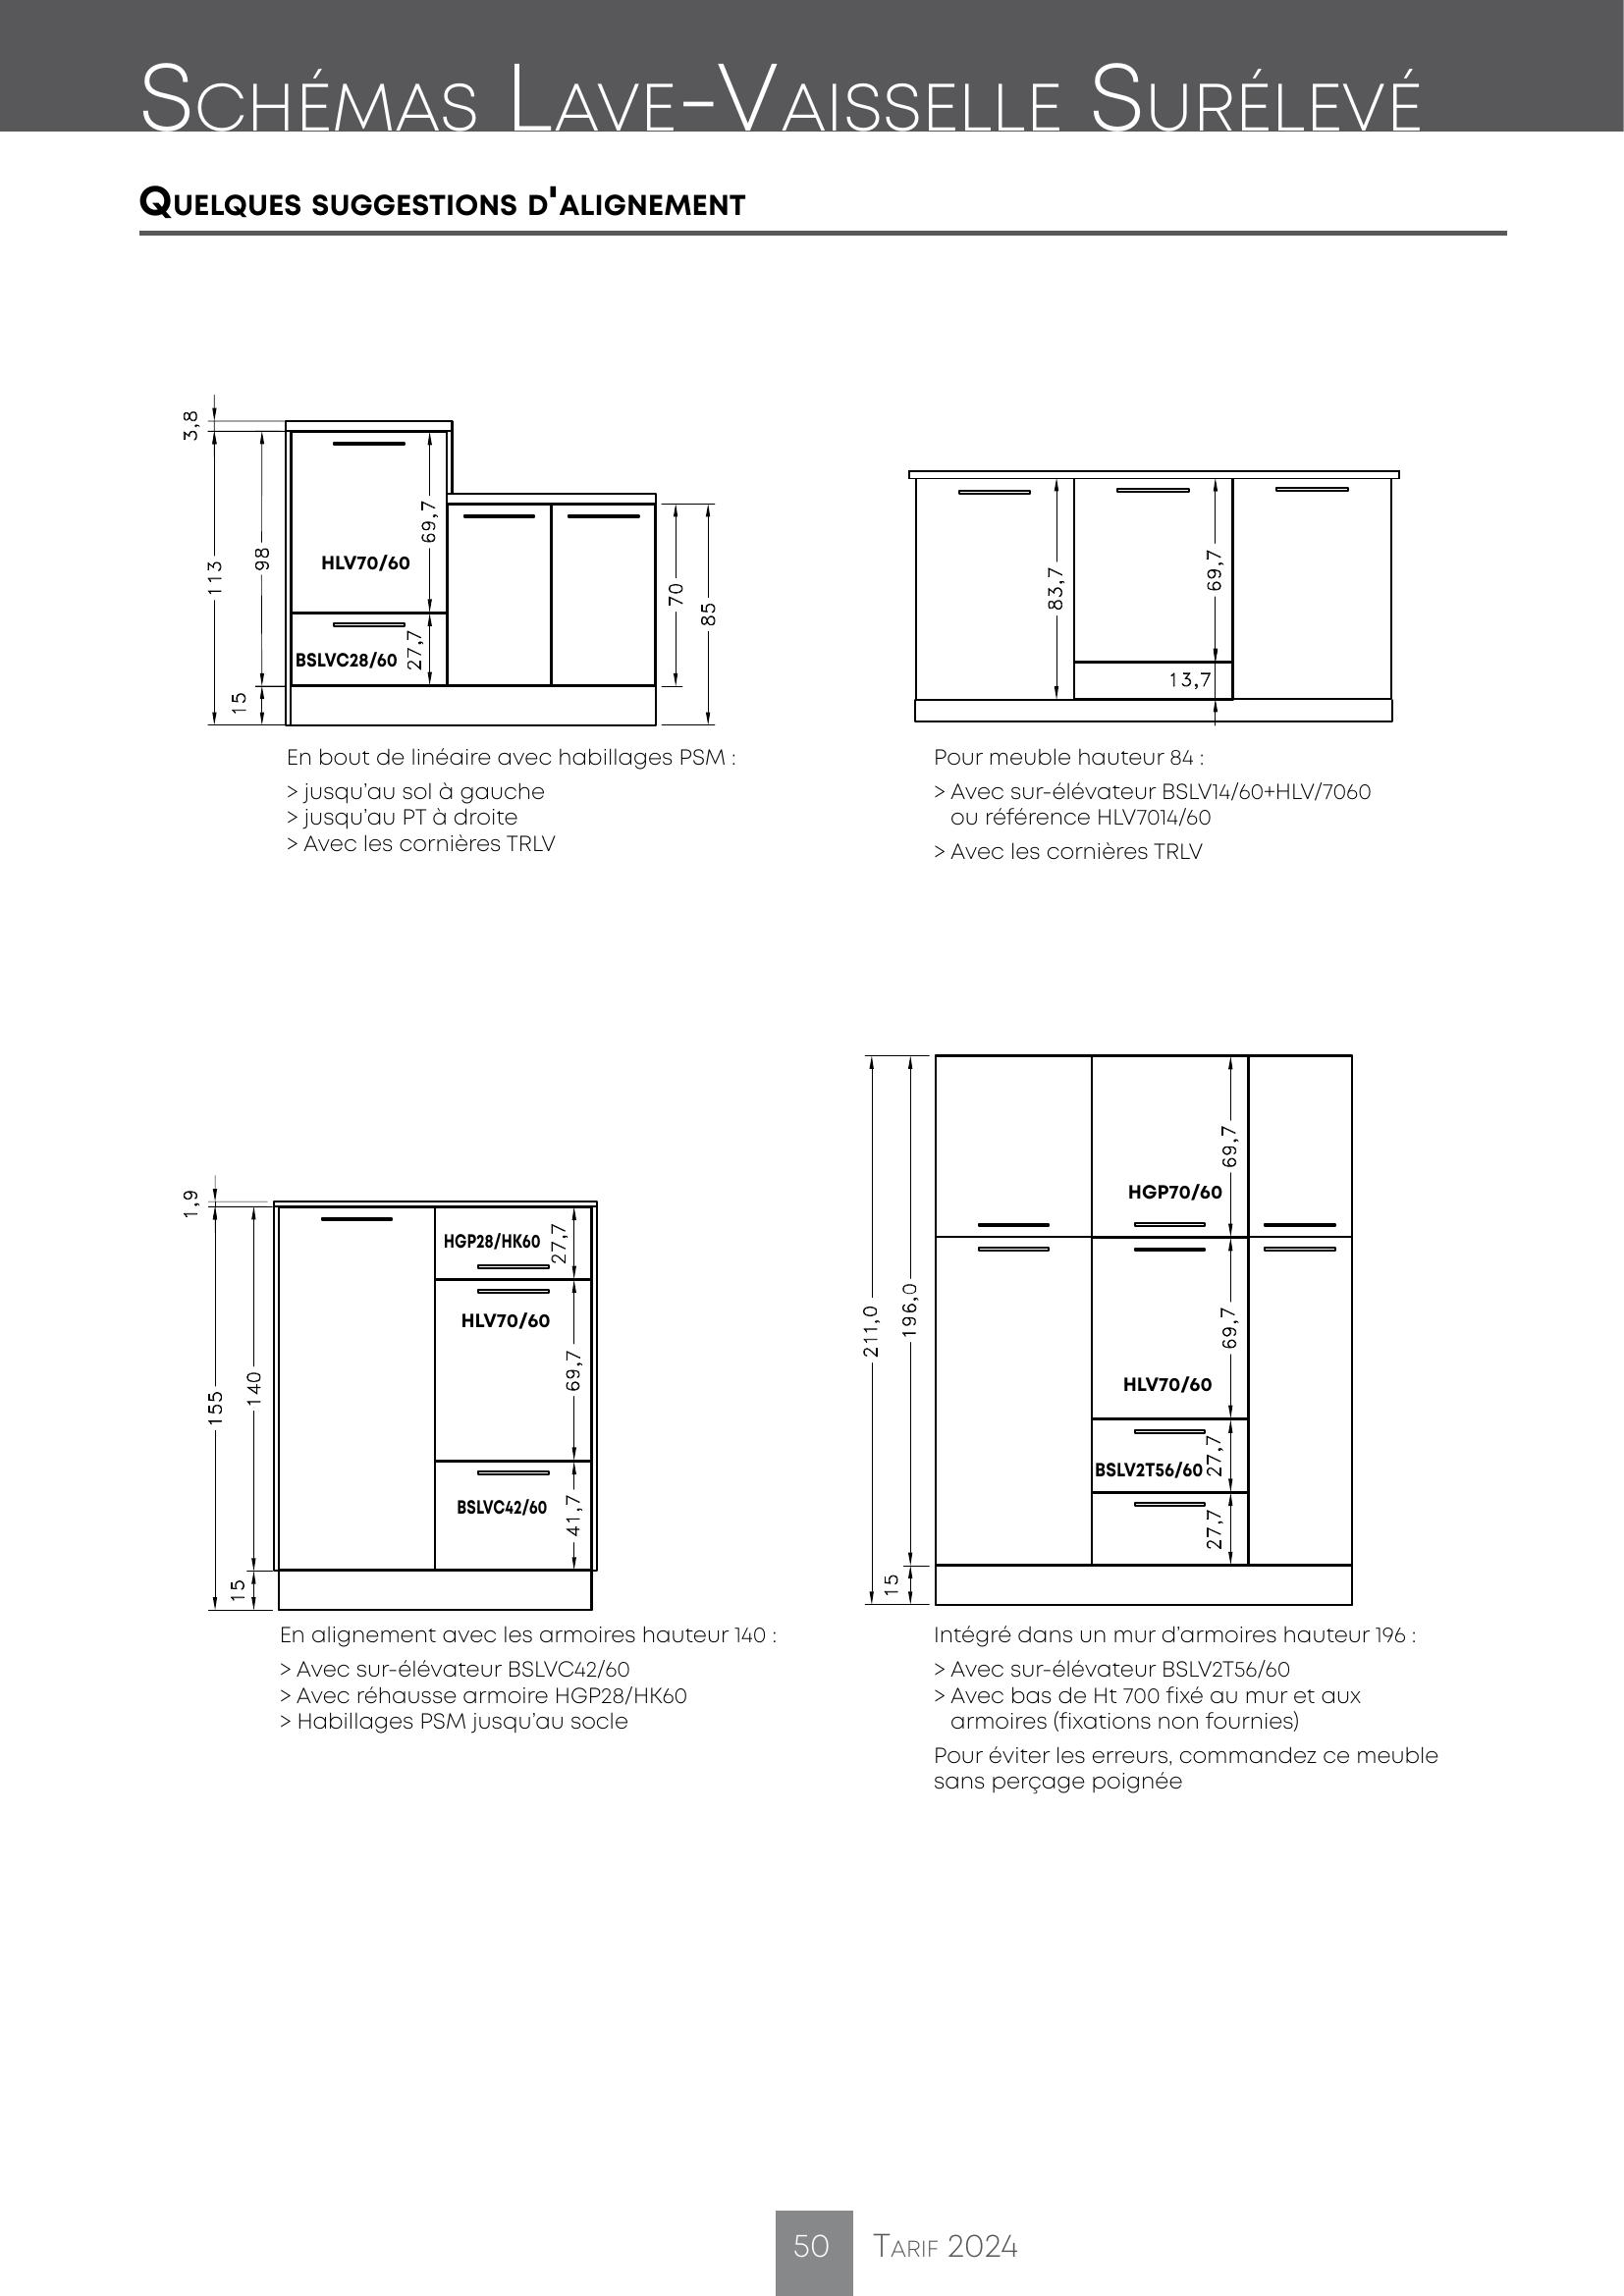 Schémas Lave-Vaisselle Surélevé
Quelques suggestions d'alignement
3,8
113
98
15
69,7
HLV70/60
BSLVC28/60
27,7
70
85
En bout de linéaire avec habillages PSM :
> jusqu'au sol à gauche
> jusqu'au PT à droite
> Avec les cornières TRLV
83,7
69,7
13,7
Pour meuble hauteur 84 :
> Avec sur-élévateur BSLV14/60+HLV/7060
ou référence HLV7014/60
> Avec les cornières TRLV
1,9
155
140
15
HGP28/HK60
27,7
HLV70/60
69,7
BSLVC42/60
41,7
En alignement avec les armoires hauteur 140 :
> Avec sur-élévateur BSLVC42/60
> Avec réhausse armoire HGP28/HK60
> Habillages PSM jusqu'au socle
211,0
196,0
15
69,7
HGP70/60
69,7
HLV70/60
BSLV2T56/60
27,7
27,7
Intégré dans un mur d'armoires hauteur 196 :
> Avec sur-élévateur BSLV2T56/60
> Avec bas de Ht 700 fixé au mur et aux
armoires (fixations non fournies)
Pour éviter les erreurs, commandez ce meuble
sans perçage poignée
50 Tarif 2024